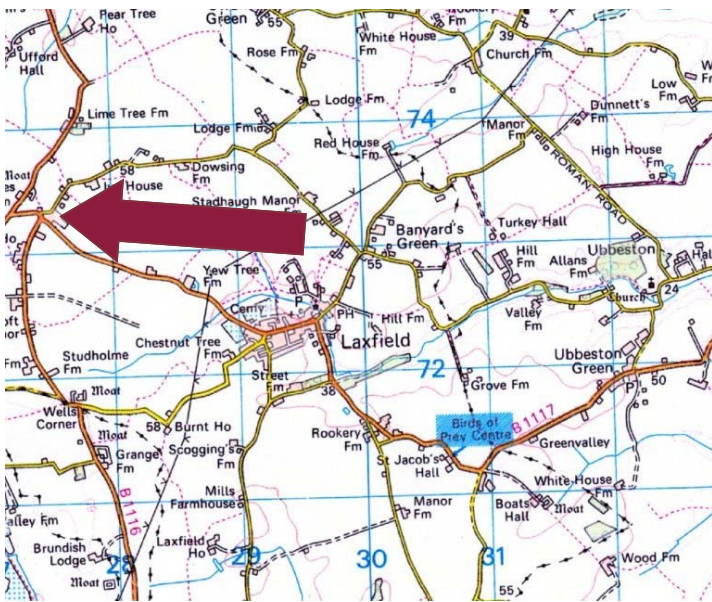 Pear Tree
Ho
Green
55
White House
Fm
39
Church Fm
Ufford
Hall
Rose Fm
Lodge Fm
Low
Fm
Lime Tree Fm
74
Dunnett's
Fm
Lodge Fm
Manor
Fm
Red House
Fm
ROMAN ROAD
High House
Fm
Moat
58
Dowsing
Fm
House
Stadhaugh Manor
Banyard's
Green
Turkey Hall
Hill
Fm
Allans
Fm
Ubbeston
55
Yew Tree
Fm
Church
24
P
Cemy
PH
Hill Fm
Valley
Fm
Chestnut Tree
Fm
Laxfield
Studholme
Fm
72
Ubbeston
Green
P
50
Street
Fm
38
Grove Fm
Moat
Wells
Corner
Birds of
Prey Centre
B 1117
58
Burnt Ho
Rookery
Fm
Greenvalley
Moat
Grange
Fm
Scogging's
Fm
St Jacob's
Hall
White House
Fm
B 1116
Mills
Farmhouse
Manor
Fm
Boats
Hall
Moat
alley Fm
Laxfield
Ho
Brundish
Lodge
28
29
30
31
Wood Fm
Moat
55